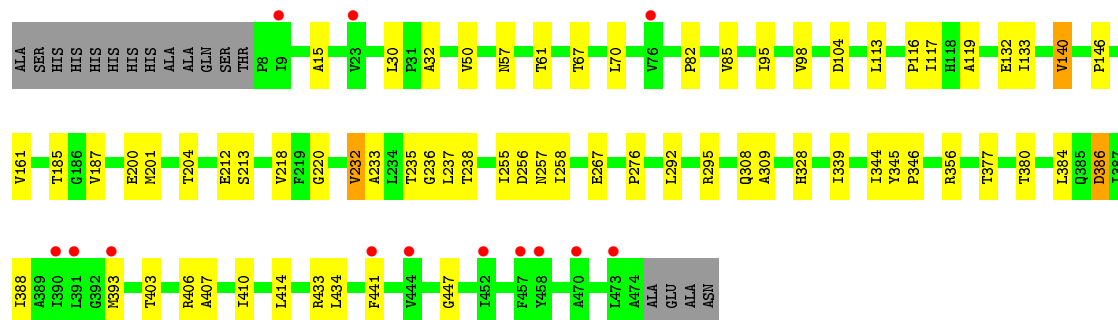 ALA SER HIS HIS HIS HIS HIS HIS ALA ALA GLN SER THR P8 I9 A15 V23 L30 P31 A32 V50 N57 T61 T67 L70 V76 P82 V85 I95 V98 D104 L113 P116 I117 H118 A119 E132 I133 V140 P146
V161 T185 G186 V187 E200 M201 T204 E212 S213 V218 F219 G220 V232 A233 L234 T235 G236 L237 T238 I255 D256 N257 I258 E267 P276 L292 R295 Q308 A309 H328 I339 I344 Y345 P346 R356 T377 T380 L384 Q385 D386 I387
I388 A389 I390 L391 G392 M393 T403 R406 A407 I410 L414 R433 L434 F441 V444 G447 I452 F457 Y458 A470 L473 A474 ALA GLU ALA ASN